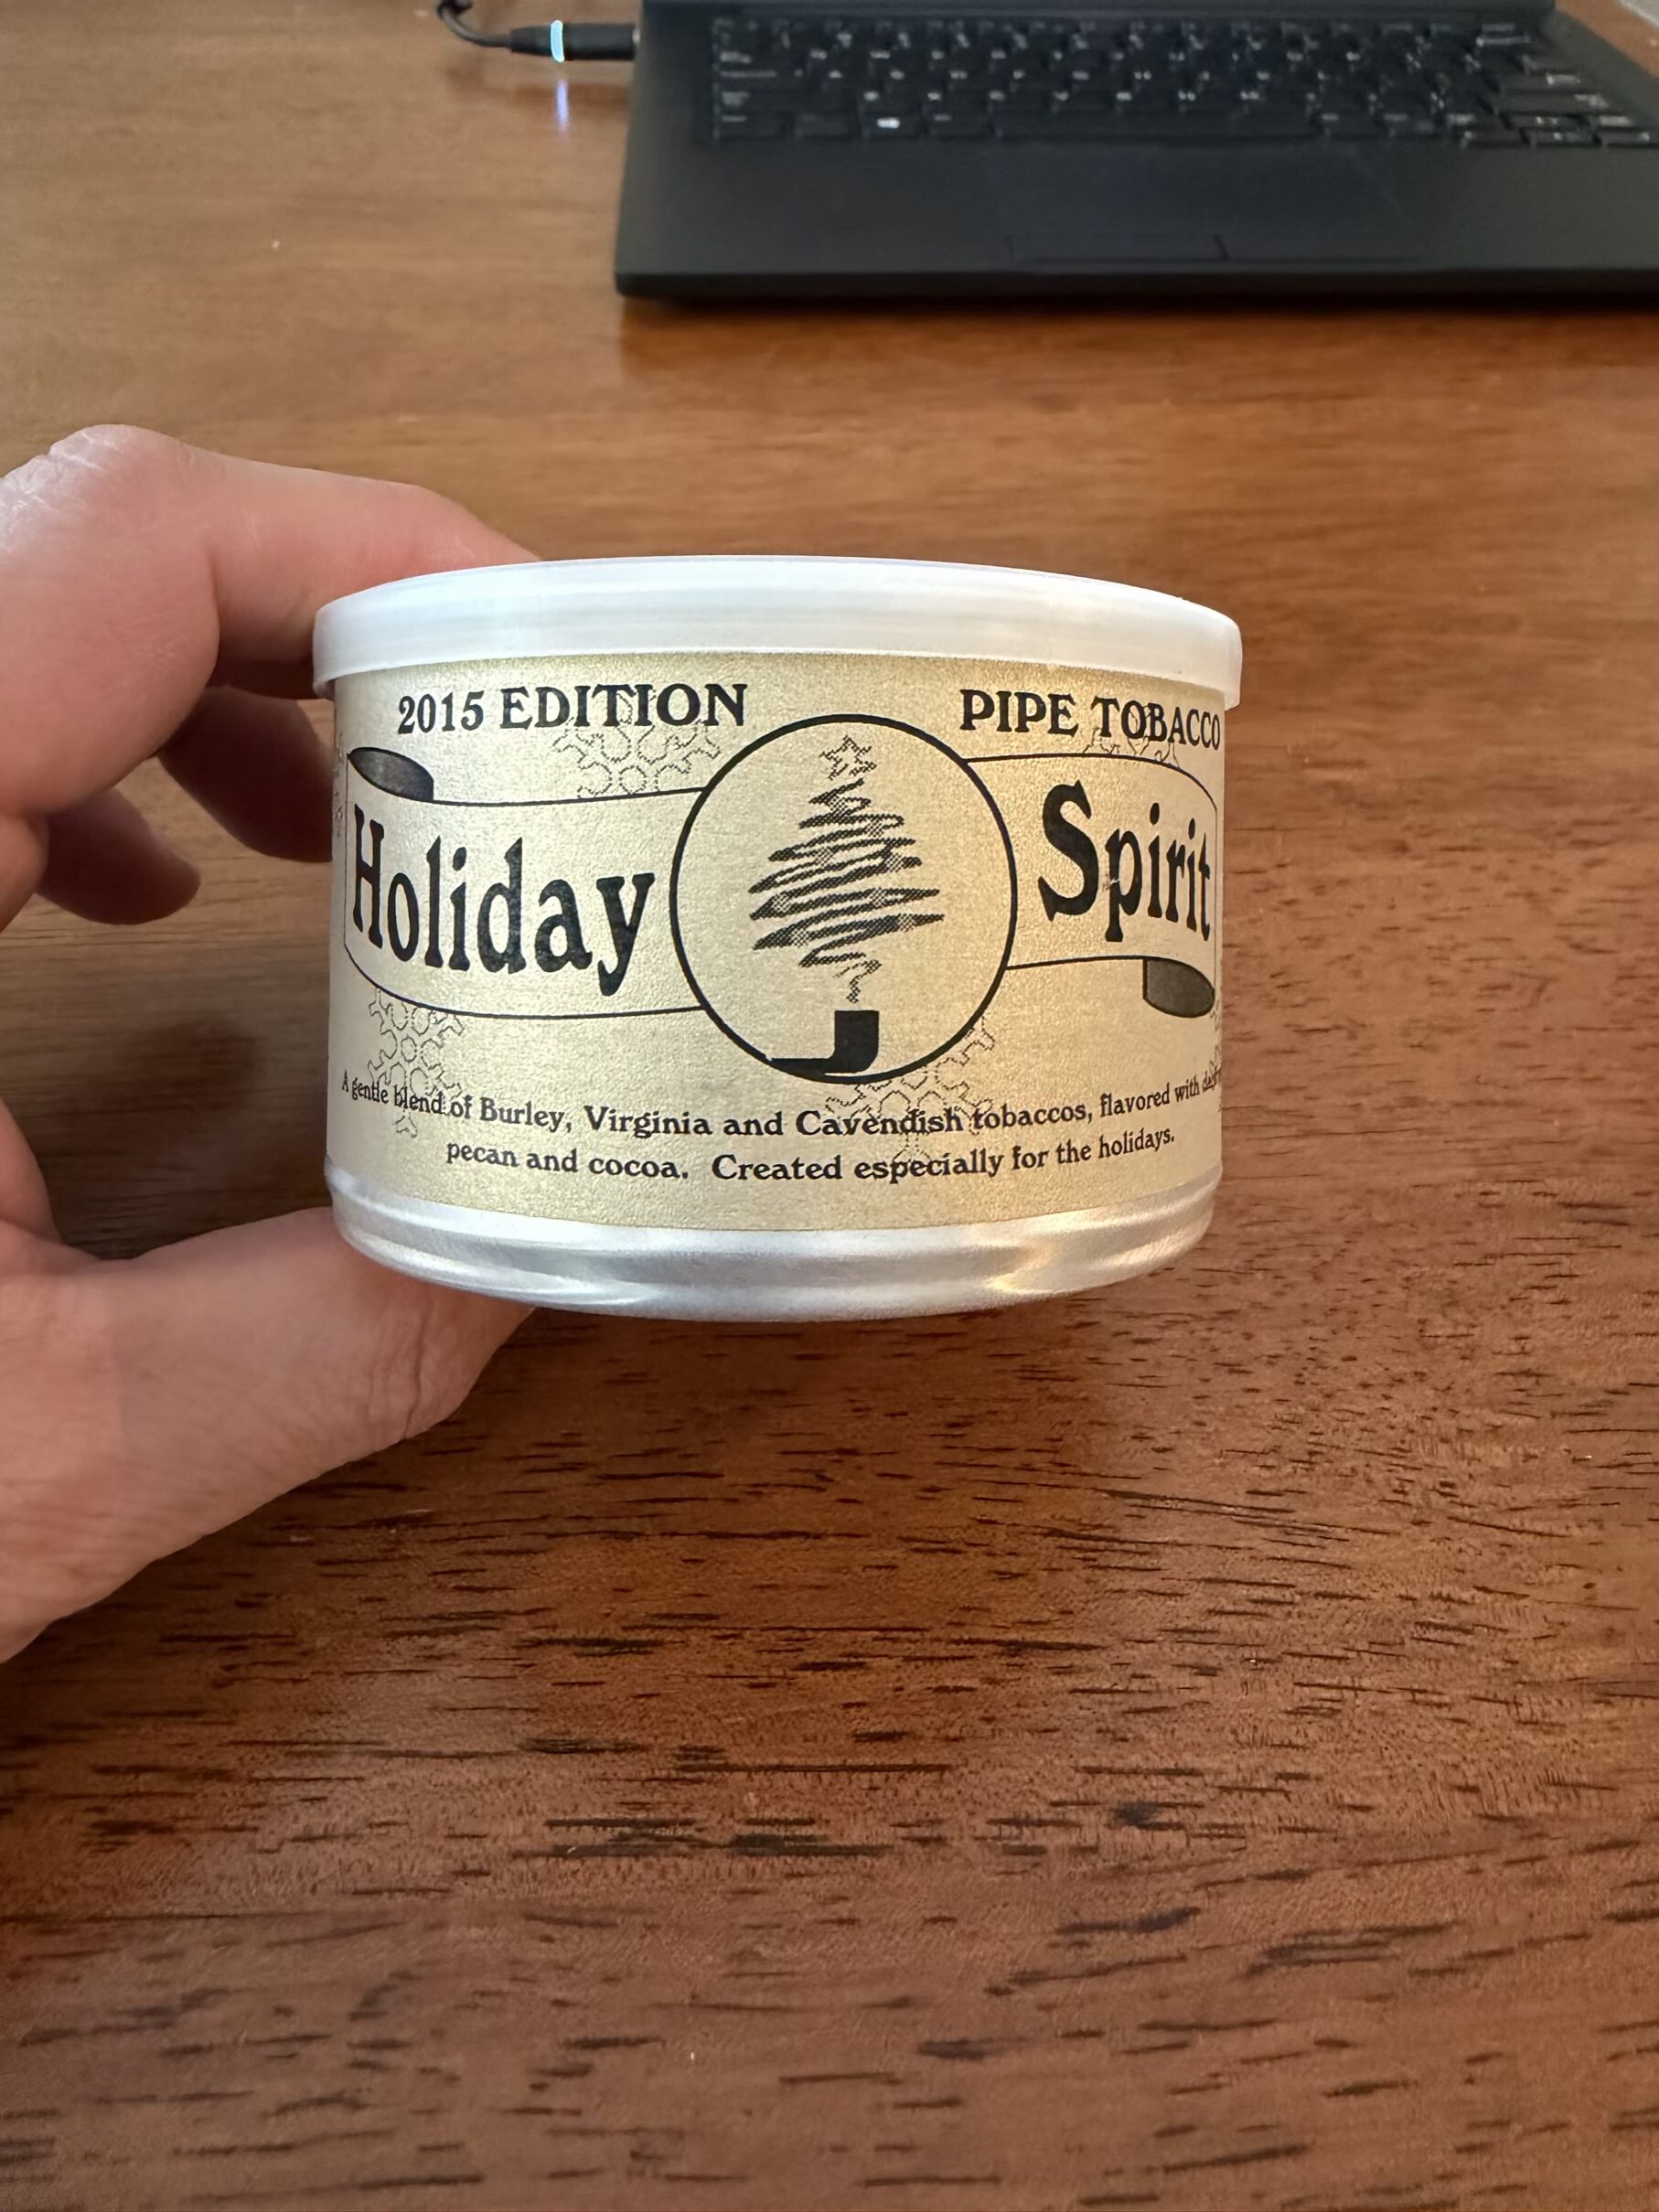 2015 EDITION
PIPE TOBACCO
Holiday Spirit
A gentle blend of Burley, Virginia and Cavendish tobaccos, flavored with
pecan and cocoa. Created especially for the holidays.